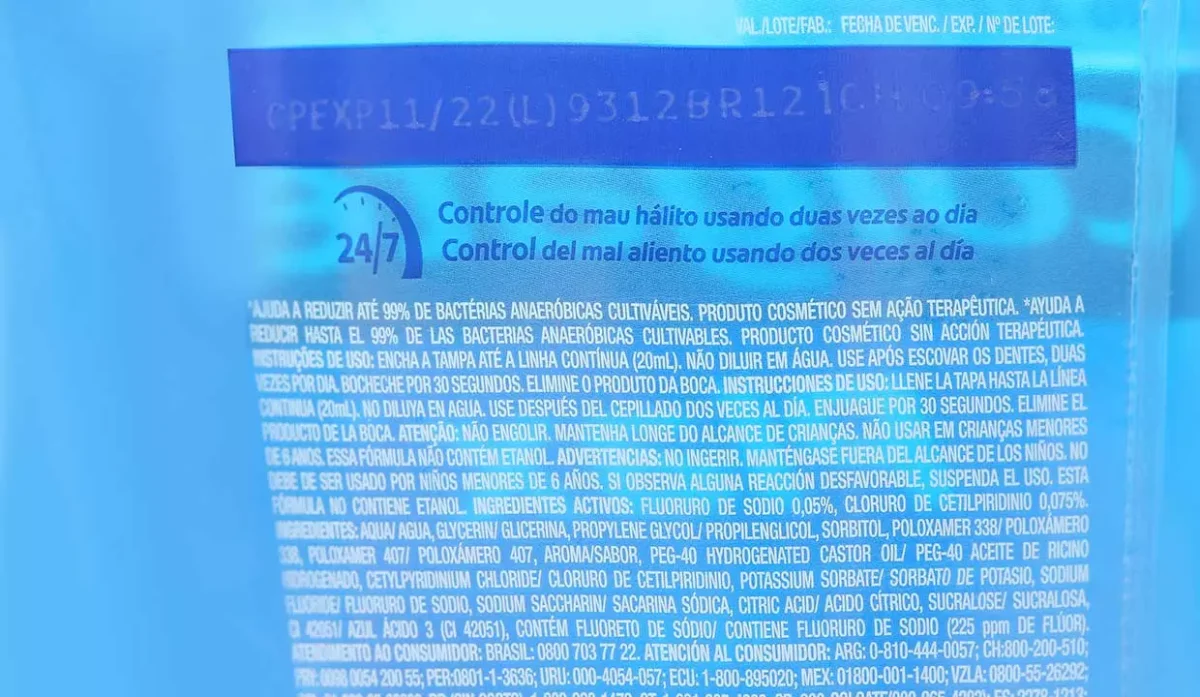 VAL./LOTE/FAB.: FECHA DE VENC. / EXP. / Nº DE LOTE:
CPEXP11/22(L)9312BR121C 09:58
24/7
Controle do mau hálito usando duas vezes ao dia
Control del mal aliento usando dos veces al día
*AJUDA A REDUZIR ATÉ 99% DE BACTÉRIAS ANAERÓBICAS CULTIVÁVEIS. PRODUTO COSMÉTICO SEM AÇÃO TERAPÊUTICA. *AYUDA A
REDUCIR HASTA EL 99% DE LAS BACTERIAS ANAERÓBICAS CULTIVABLES. PRODUCTO COSMÉTICO SIN ACCIÓN TERAPÉUTICA.
INSTRUÇÕES DE USO: ENCHA A TAMPA ATÉ A LINHA CONTÍNUA (20mL). NÃO DILUIR EM ÁGUA. USE APÓS ESCOVAR OS DENTES, DUAS
VEZES POR DIA. BOCHECHE POR 30 SEGUNDOS. ELIMINE O PRODUTO DA BOCA. INSTRUCCIONES DE USO: LLENE LA TAPA HASTA LA LÍNEA
CONTINUA (20mL). NO DILUYA EN AGUA. USE DESPUÉS DEL CEPILLADO DOS VECES AL DÍA. ENJUAGUE POR 30 SEGUNDOS. ELIMINE EL
PRODUCTO DE LA BOCA. ATENÇÃO: NÃO ENGOLIR. MANTENHA LONGE DO ALCANCE DE CRIANÇAS. NÃO USAR EM CRIANÇAS MENORES
DE 6 ANOS. ESSA FÓRMULA NÃO CONTÉM ETANOL. ADVERTENCIAS: NO INGERIR. MANTÉNGASE FUERA DEL ALCANCE DE LOS NIÑOS. NO
DEBE DE SER USADO POR NIÑOS MENORES DE 6 AÑOS. SI OBSERVA ALGUNA REACCIÓN DESFAVORABLE, SUSPENDA EL USO. ESTA
FÓRMULA NO CONTIENE ETANOL. INGREDIENTES ACTIVOS: FLUORURO DE SODIO 0,05%, CLORURO DE CETILPIRIDINIO 0,075%.
INGREDIENTES: AQUA/ AGUA, GLYCERIN/ GLICERINA, PROPYLENE GLYCOL/ PROPILENGLICOL, SORBITOL, POLOXAMER 338/ POLOXÁMERO
338, POLOXAMER 407/ POLOXÁMERO 407, AROMA/SABOR, PEG-40 HYDROGENATED CASTOR OIL/ PEG-40 ACEITE DE RICINO
HIDROGENADO, CETYLPYRIDINIUM CHLORIDE/ CLORURO DE CETILPIRIDINIO, POTASSIUM SORBATE/ SORBATO DE POTASIO, SODIUM
FLUORIDE/ FLUORURO DE SODIO, SODIUM SACCHARIN/ SACARINA SÓDICA, CITRIC ACID/ ACIDO CÍTRICO, SUCRALOSE/ SUCRALOSA,
CI 42051/ AZUL ÁCIDO 3 (CI 42051), CONTÉM FLUORETO DE SÓDIO/ CONTIENE FLUORURO DE SODIO (225 ppm DE FLÚOR).
ATENDIMENTO AO CONSUMIDOR: BRASIL: 0800 703 77 22. ATENCIÓN AL CONSUMIDOR: ARG: 0-810-444-0057; CH:800-200-510;
PRY: 0098 0054 200 55; PER:0801-1-3636; URU: 000-4054-057; ECU: 1-800-895020; MEX: 01800-001-1400; VZLA: 0800-55-26292;